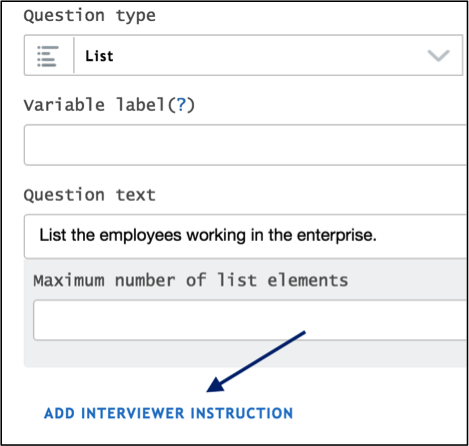 Question type
List
Variable label(?)
Question text
List the employees working in the enterprise.
Maximum number of list elements
ADD INTERVIEWER INSTRUCTION